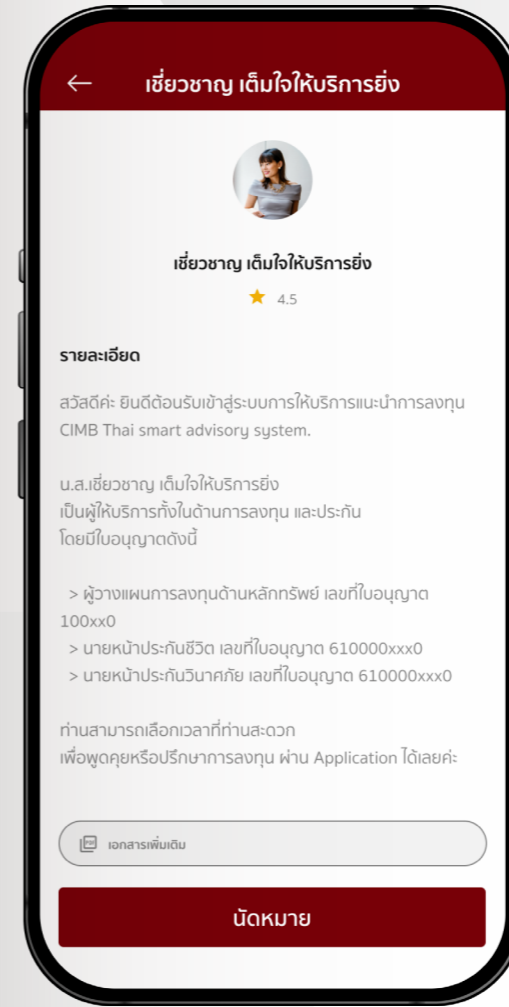 เชี่ยวชาญ เต็มใจให้บริการยิ่ง
เชี่ยวชาญ เต็มใจให้บริการยิ่ง
4.5
รายละเอียด
สวัสดีค่ะ ยินดีต้อนรับเข้าสู่ระบบการให้บริการแนะนำการลงทุน
CIMB Thai smart advisory system.
น.ส.เชี่ยวชาญ เต็มใจให้บริการยิ่ง
เป็นผู้ให้บริการทั้งในด้านการลงทุน และประกัน
โดยมีใบอนุญาตดังนี้
> ผู้วางแผนการลงทุนด้านหลักทรัพย์ เลขที่ใบอนุญาต
100xx0
> นายหน้าประกันชีวิต เลขที่ใบอนุญาต 610000xxx0
> นายหน้าประกันวินาศภัย เลขที่ใบอนุญาต 610000xxx0
ท่านสามารถเลือกเวลาที่ท่านสะดวก
เพื่อพูดคุยหรือปรึกษาการลงทุน ผ่าน Application ได้เลยค่ะ
PDF เอกสารเพิ่มเติม
นัดหมาย